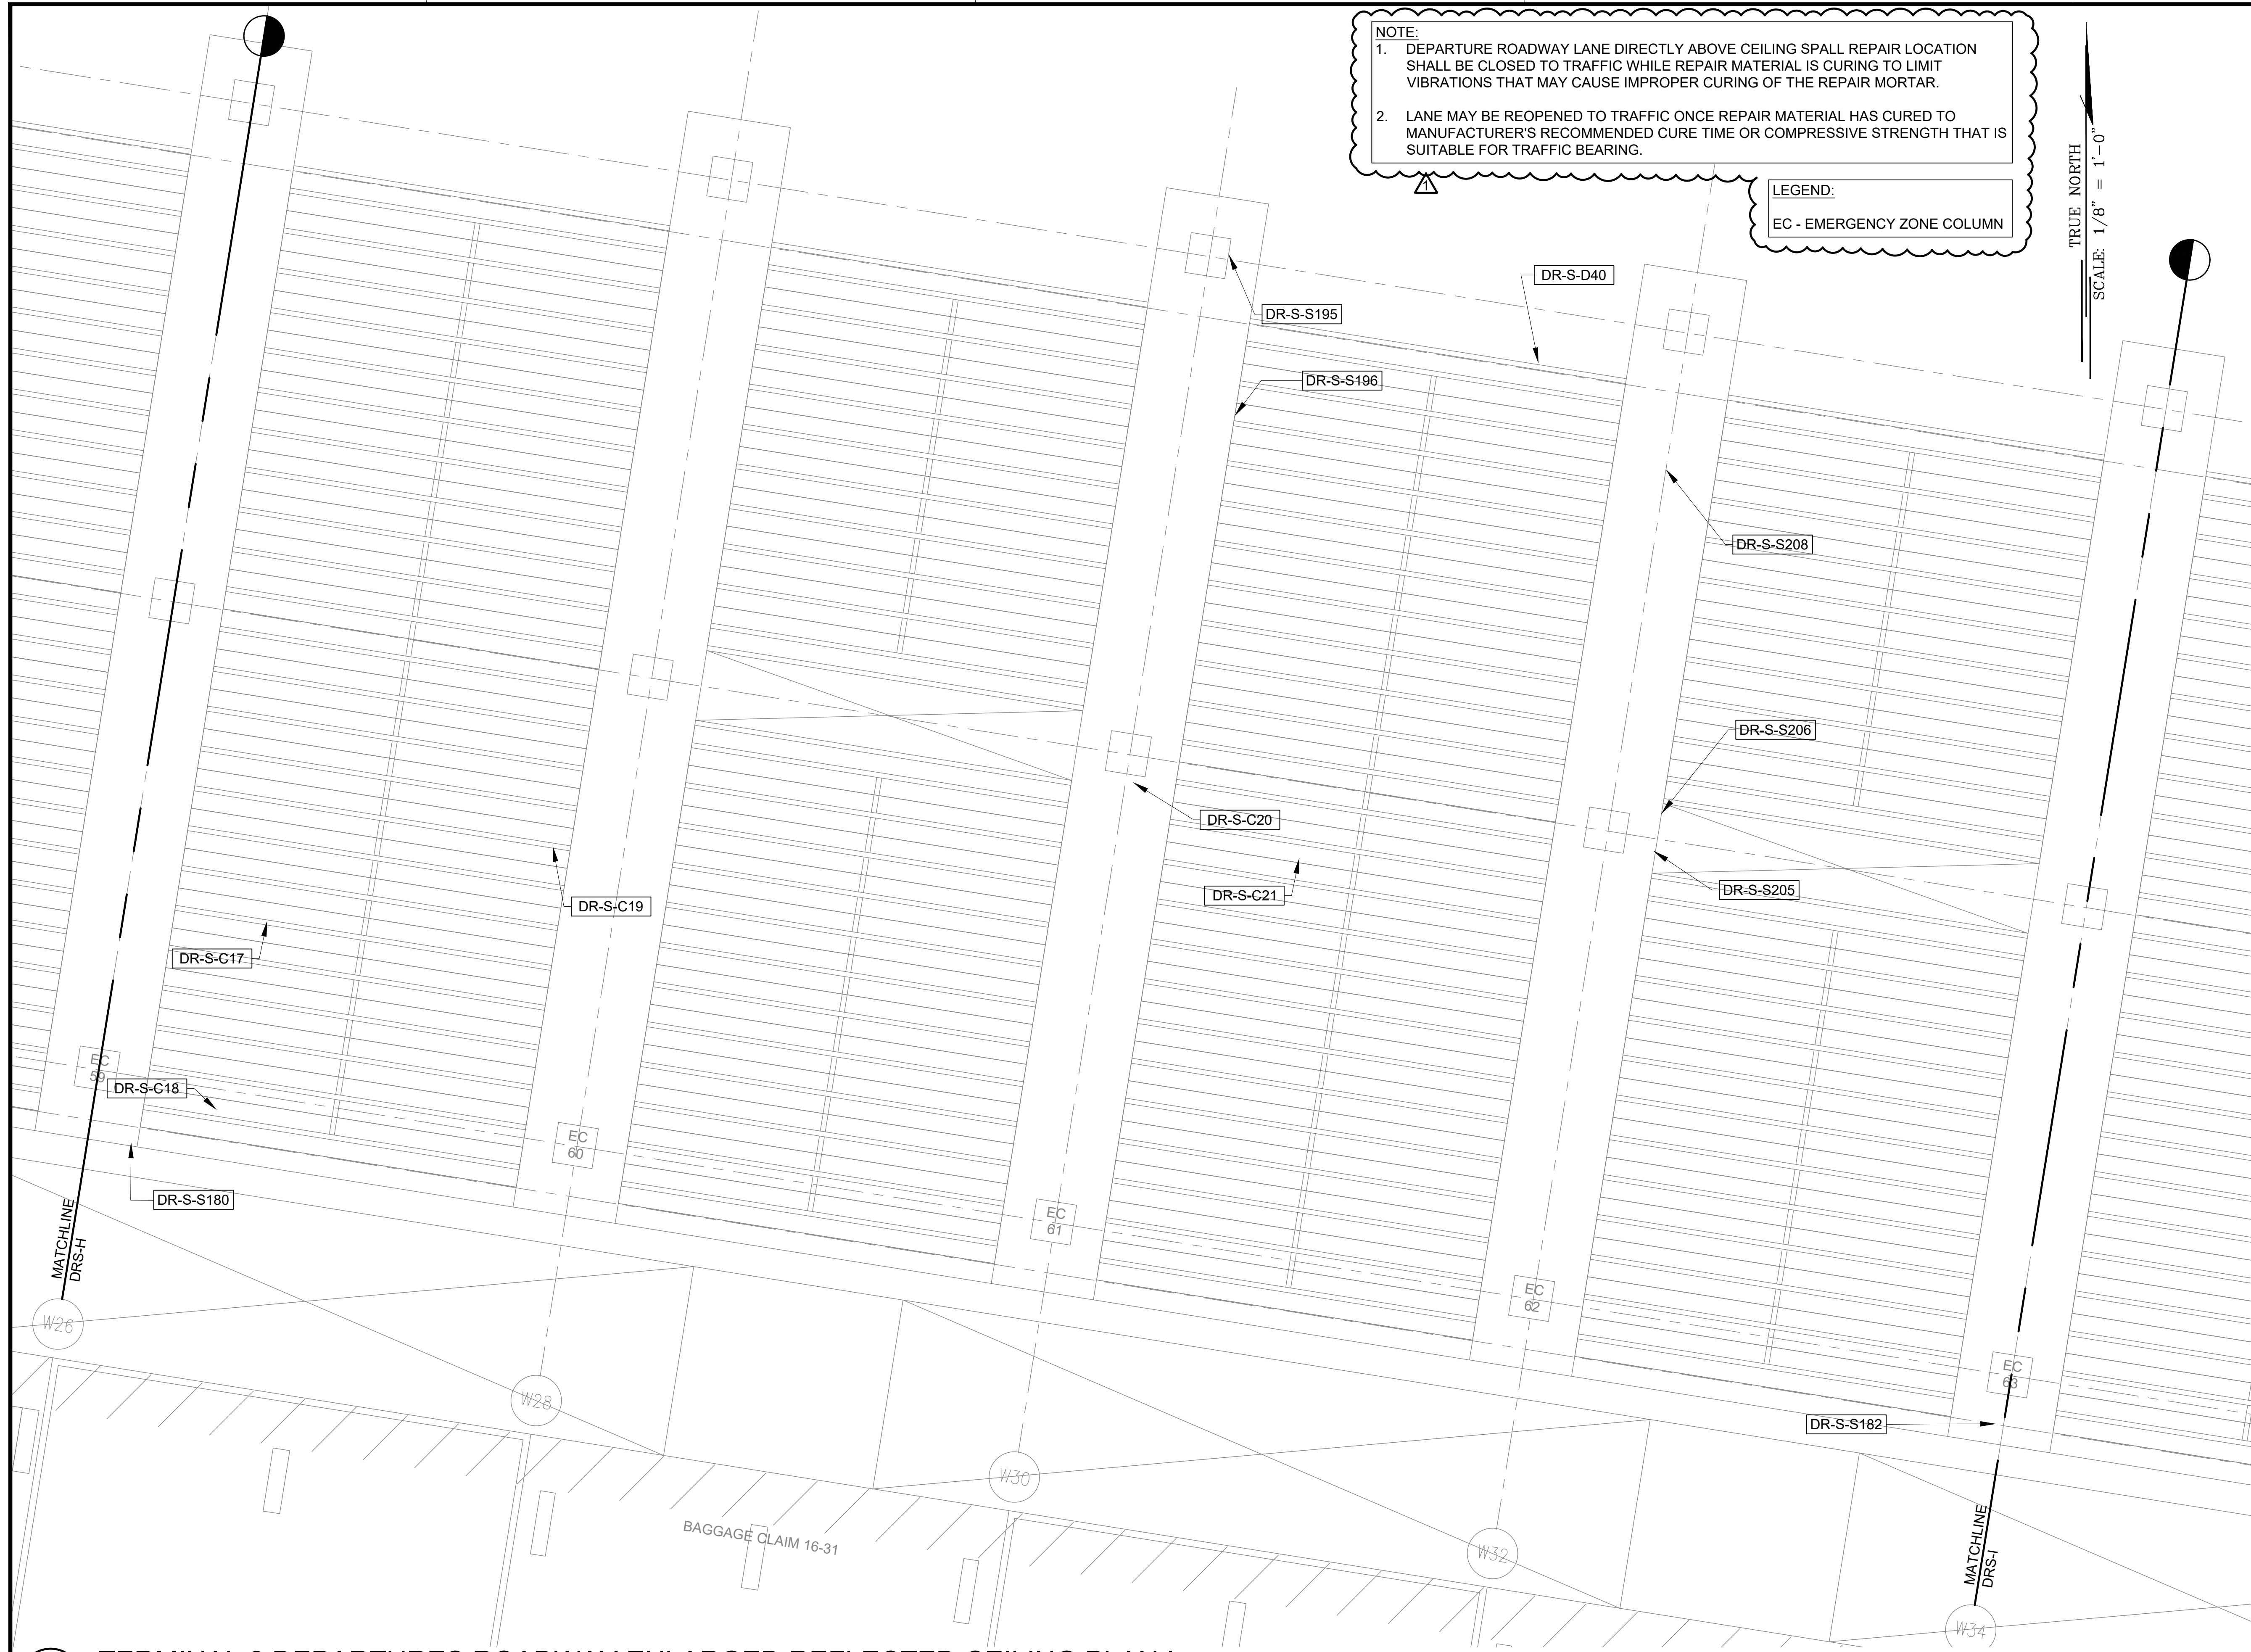 NOTE:
1. DEPARTURE ROADWAY LANE DIRECTLY ABOVE CEILING SPALL REPAIR LOCATION
SHALL BE CLOSED TO TRAFFIC WHILE REPAIR MATERIAL IS CURING TO LIMIT
VIBRATIONS THAT MAY CAUSE IMPROPER CURING OF THE REPAIR MORTAR.
2. LANE MAY BE REOPENED TO TRAFFIC ONCE REPAIR MATERIAL HAS CURED TO
MANUFACTURER'S RECOMMENDED CURE TIME OR COMPRESSIVE STRENGTH THAT IS
SUITABLE FOR TRAFFIC BEARING.
1
LEGEND:
EC - EMERGENCY ZONE COLUMN
TRUE NORTH
SCALE: 1/8" = 1'-0"
DR-S-D40
DR-S-S195
DR-S-S196
DR-S-S208
DR-S-S206
DR-S-C20
DR-S-C21
DR-S-S205
DR-S-C19
DR-S-C17
EC
59
DR-S-C18
EC
60
DR-S-S180
EC
61
EC
62
EC
63
MATCHLINE
DRS-H
DR-S-S182
W26
W28
W30
W32
W34
BAGGAGE CLAIM 16-31
MATCHLINE
DRS-I